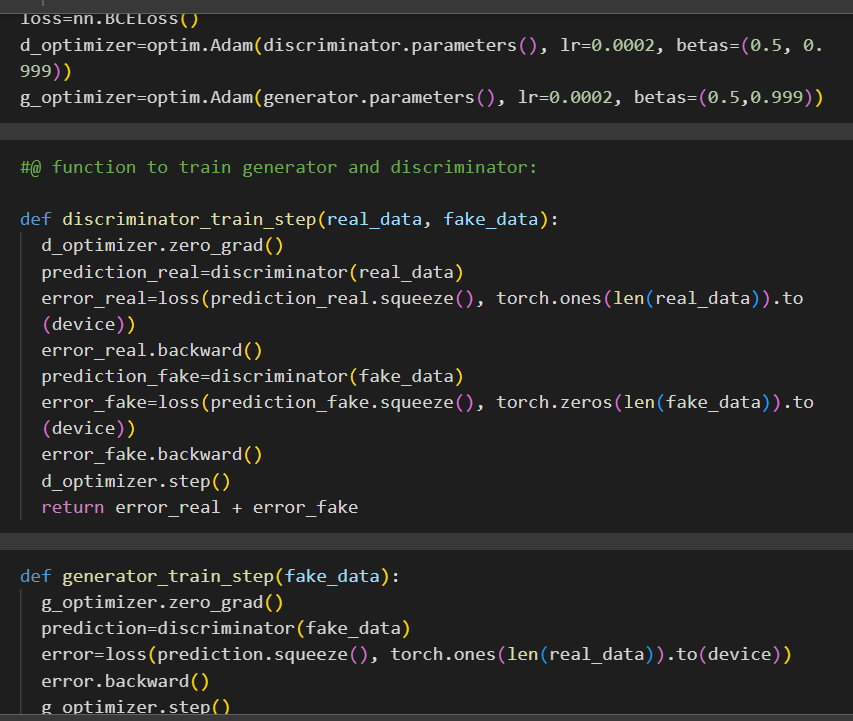 loss=nn.BCELoss()
d_optimizer=optim.Adam(discriminator.parameters(), lr=0.0002, betas=(0.5, 0.
999))
g_optimizer=optim.Adam(generator.parameters(), lr=0.0002, betas=(0.5,0.999))
#@ function to train generator and discriminator:
def discriminator_train_step(real_data, fake_data):
d_optimizer.zero_grad()
prediction_real=discriminator(real_data)
error_real=loss(prediction_real.squeeze(), torch.ones(len(real_data)).to
(device))
error_real.backward()
prediction_fake=discriminator(fake_data)
error_fake=loss(prediction_fake.squeeze(), torch.zeros(len(fake_data)).to
(device))
error_fake.backward()
d_optimizer.step()
return error_real + error_fake
def generator_train_step(fake_data):
g_optimizer.zero_grad()
prediction=discriminator(fake_data)
error=loss(prediction.squeeze(), torch.ones(len(real_data)).to(device))
error.backward()
g_optimizer.step()